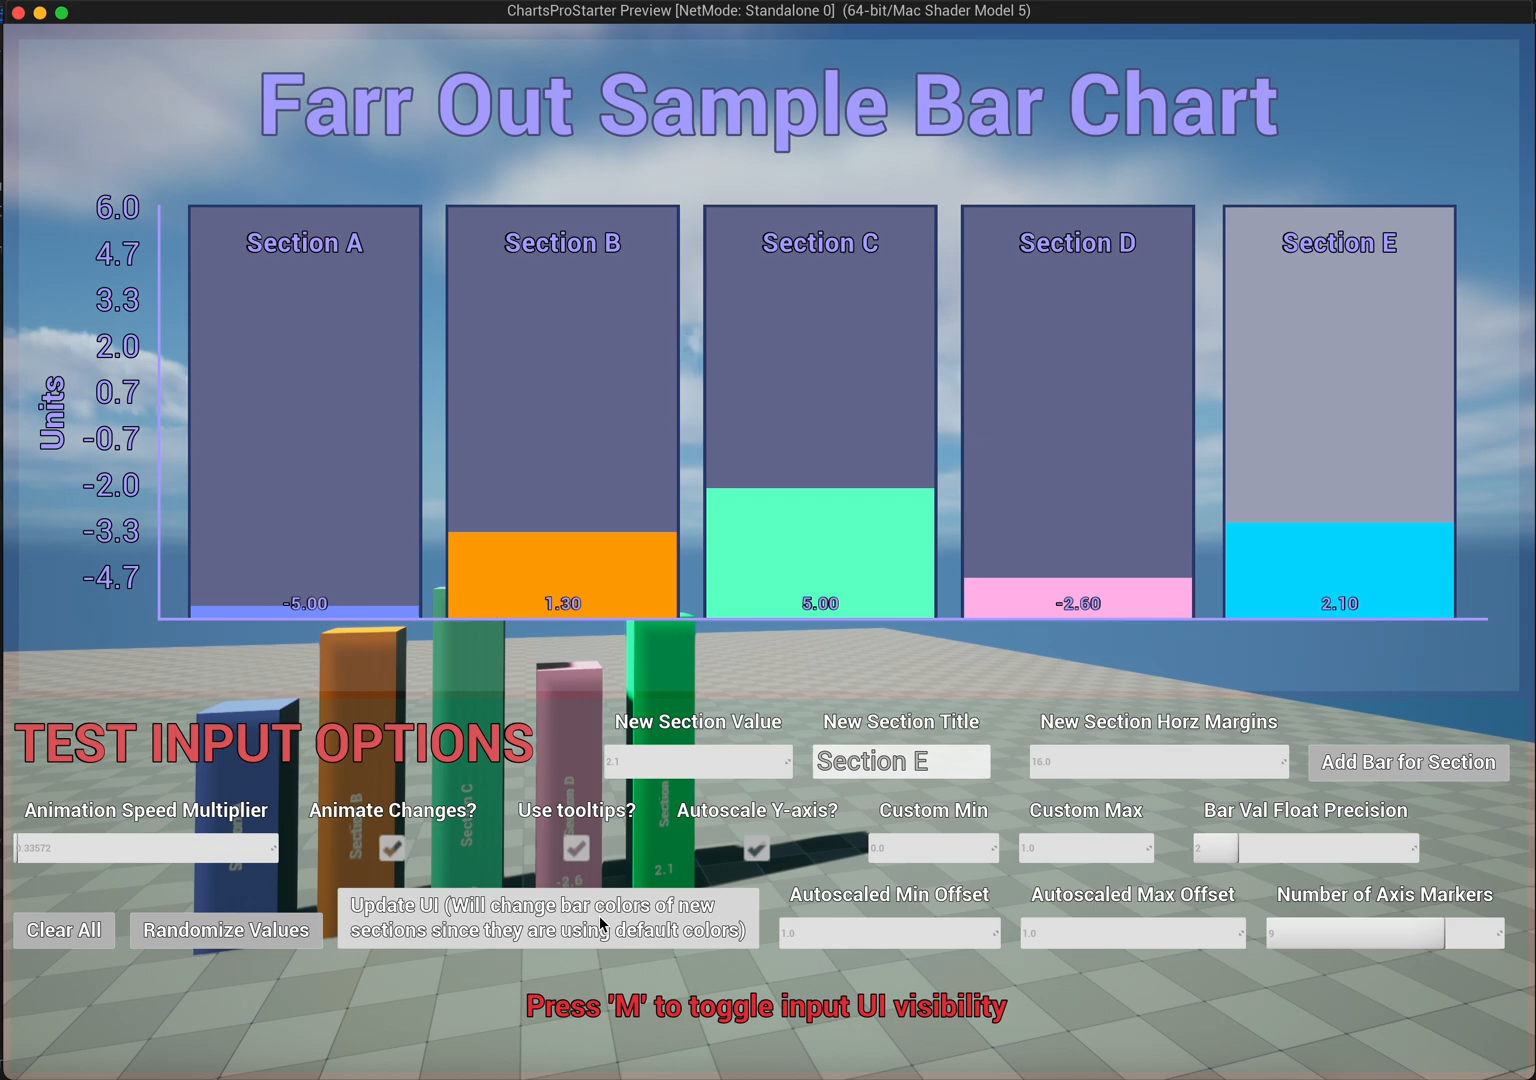 ChartsProStarter Preview [NetMode: Standalone 0] (64-bit/Mac Shader Model 5)
Farr Out Sample Bar Chart
6.0
4.7
3.3
2.0
0.7
-0.7
-2.0
-3.3
-4.7
Units
Section A
Section B
Section C
Section D
Section E
-5.00
1.30
5.00
-2.60
2.10
Section B
Section C
D
Section
-2.6
2.1
TEST INPUT OPTIONS
New Section Value
New Section Title
New Section Horz Margins
2.1
Section E
16.0
Add Bar for Section
Animation Speed Multiplier
Animate Changes?
Use tooltips?
Autoscale Y-axis?
Custom Min
Custom Max
Bar Val Float Precision
0.33572
0.0
1.0
2
Clear All
Randomize Values
Update UI (Will change bar colors of new
sections since they are using default colors)
Autoscaled Min Offset
Autoscaled Max Offset
Number of Axis Markers
1.0
1.0
9
Press 'M' to toggle input UI visibility